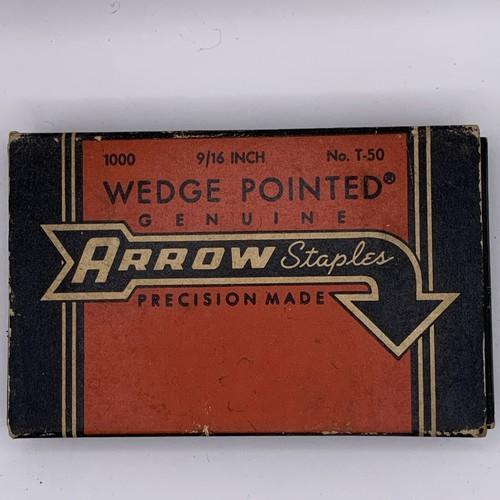 1000 9/16 INCH No. T-50
WEDGE POINTED®
GENUINE
ARROW Staples
PRECISION MADE